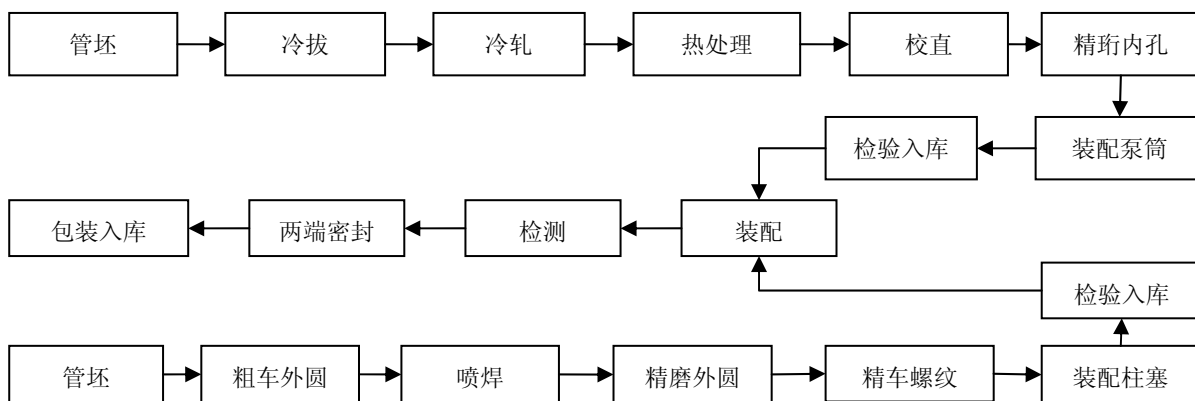 管坯
冷拔
冷轧
热处理
校直
精珩内孔
检验入库
装配泵筒
包装入库
两端密封
检测
装配
检验入库
管坯
粗车外圆
喷焊
精磨外圆
精车螺纹
装配柱塞